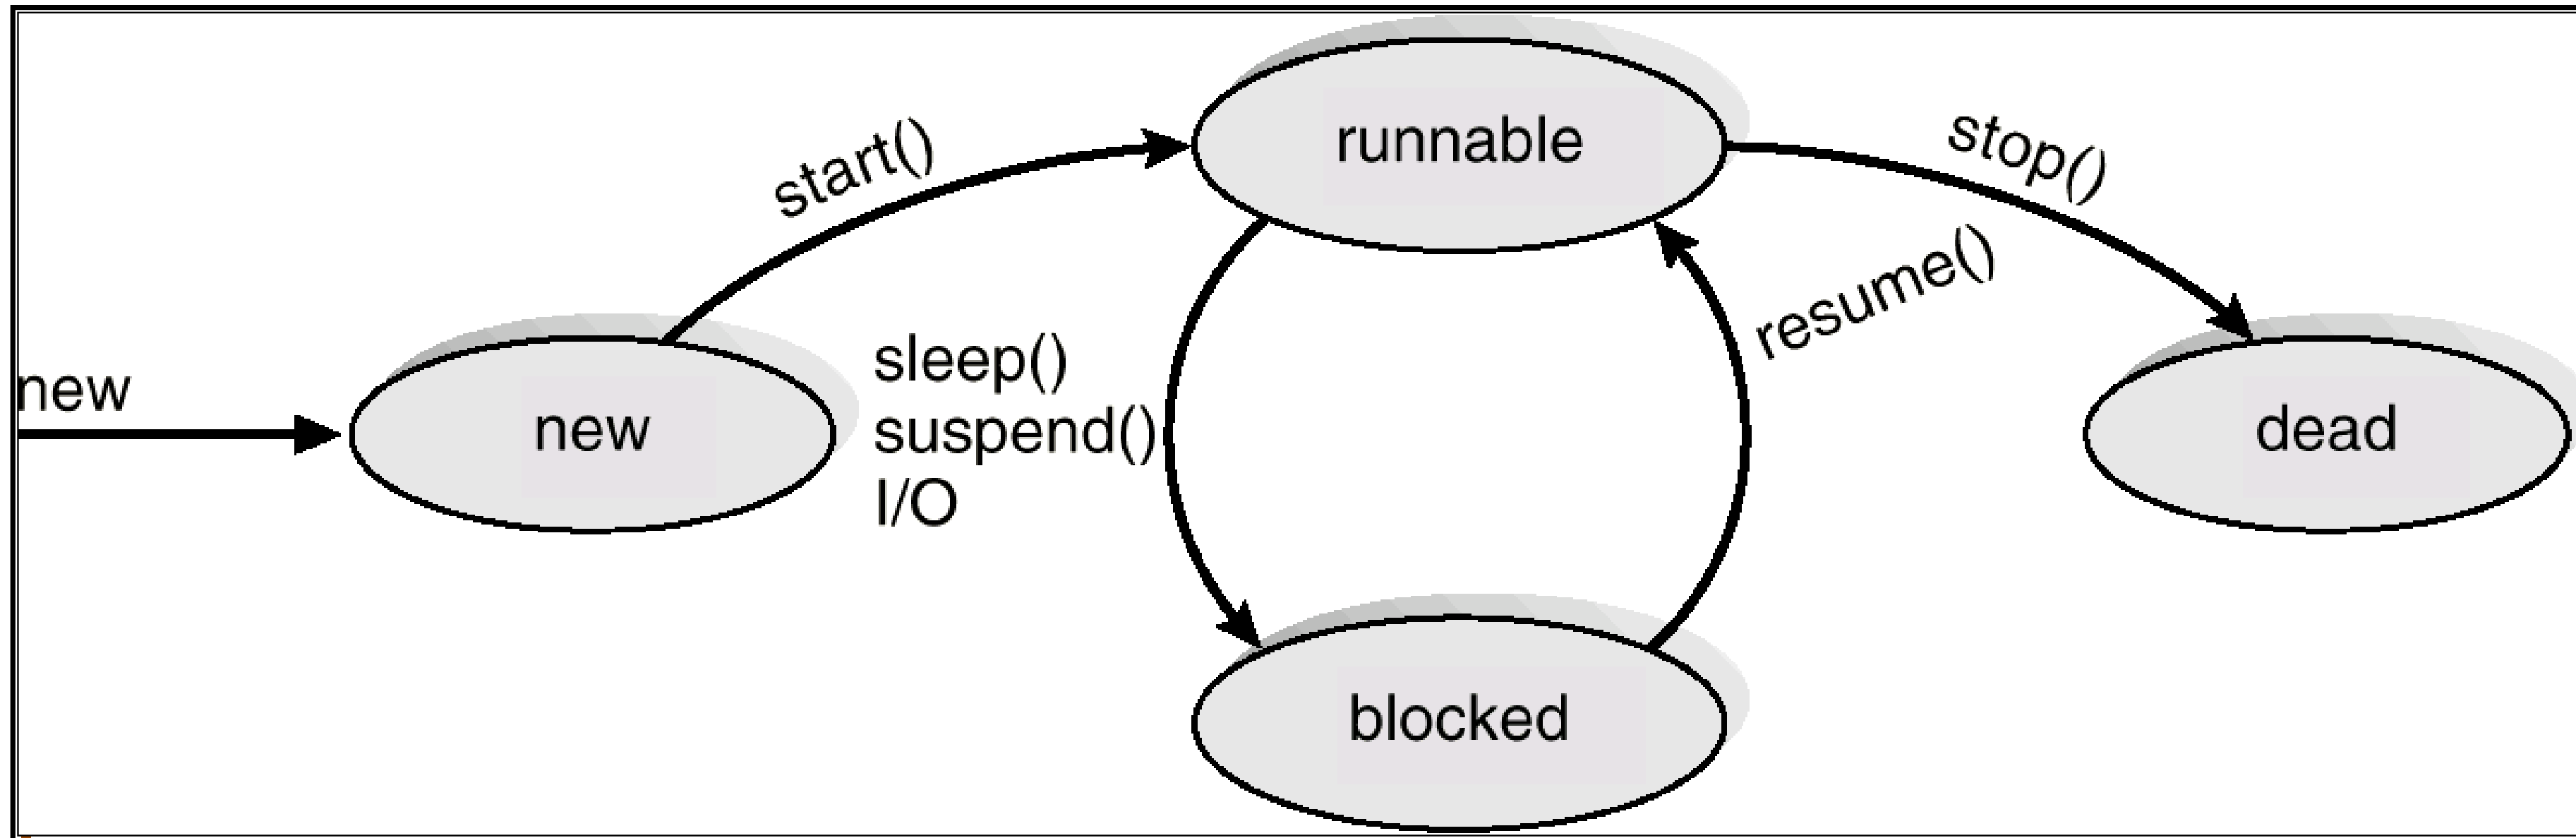 runnable
start()
stop()
resume()
new
sleep()
suspend()
I/O
new
dead
blocked